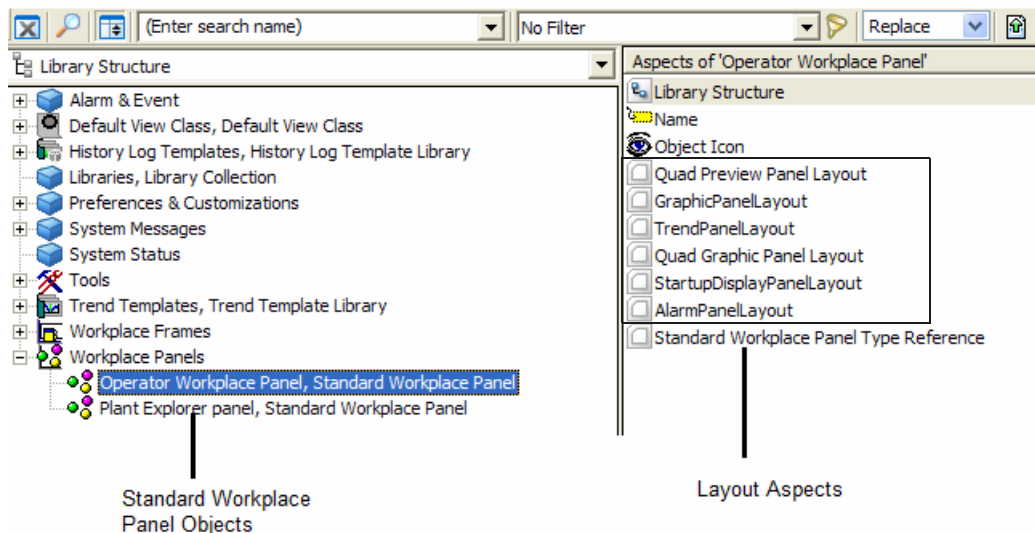 (Enter search name)
No Filter
Replace
Library Structure
Alarm & Event
Default View Class, Default View Class
History Log Templates, History Log Template Library
Libraries, Library Collection
Preferences & Customizations
System Messages
System Status
Tools
Trend Templates, Trend Template Library
Workplace Frames
Workplace Panels
Operator Workplace Panel, Standard Workplace Panel
Plant Explorer panel, Standard Workplace Panel
Standard Workplace
Panel Objects
Aspects of 'Operator Workplace Panel'
Library Structure
Name
Object Icon
Quad Preview Panel Layout
GraphicPanelLayout
TrendPanelLayout
Quad Graphic Panel Layout
StartupDisplayPanelLayout
AlarmPanelLayout
Standard Workplace Panel Type Reference
Layout Aspects